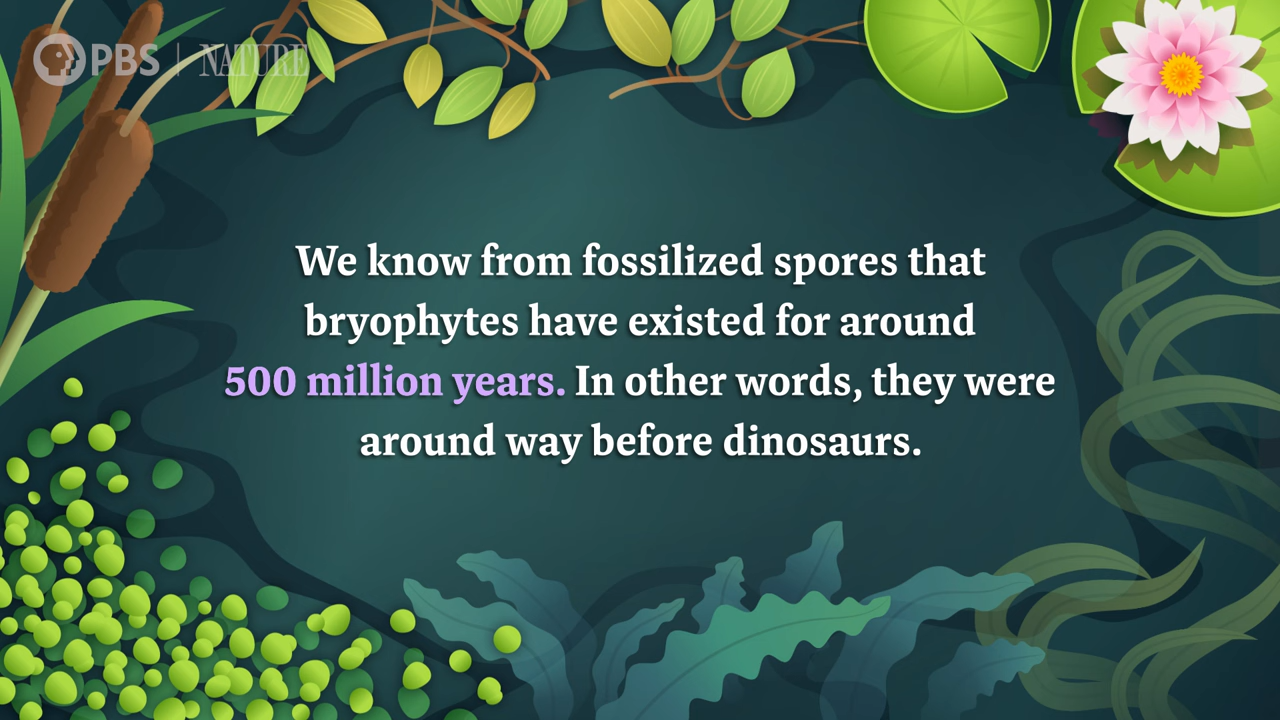 PBS | NATURE
We know from fossilized spores that
bryophytes have existed for around
500 million years. In other words, they were
around way before dinosaurs.